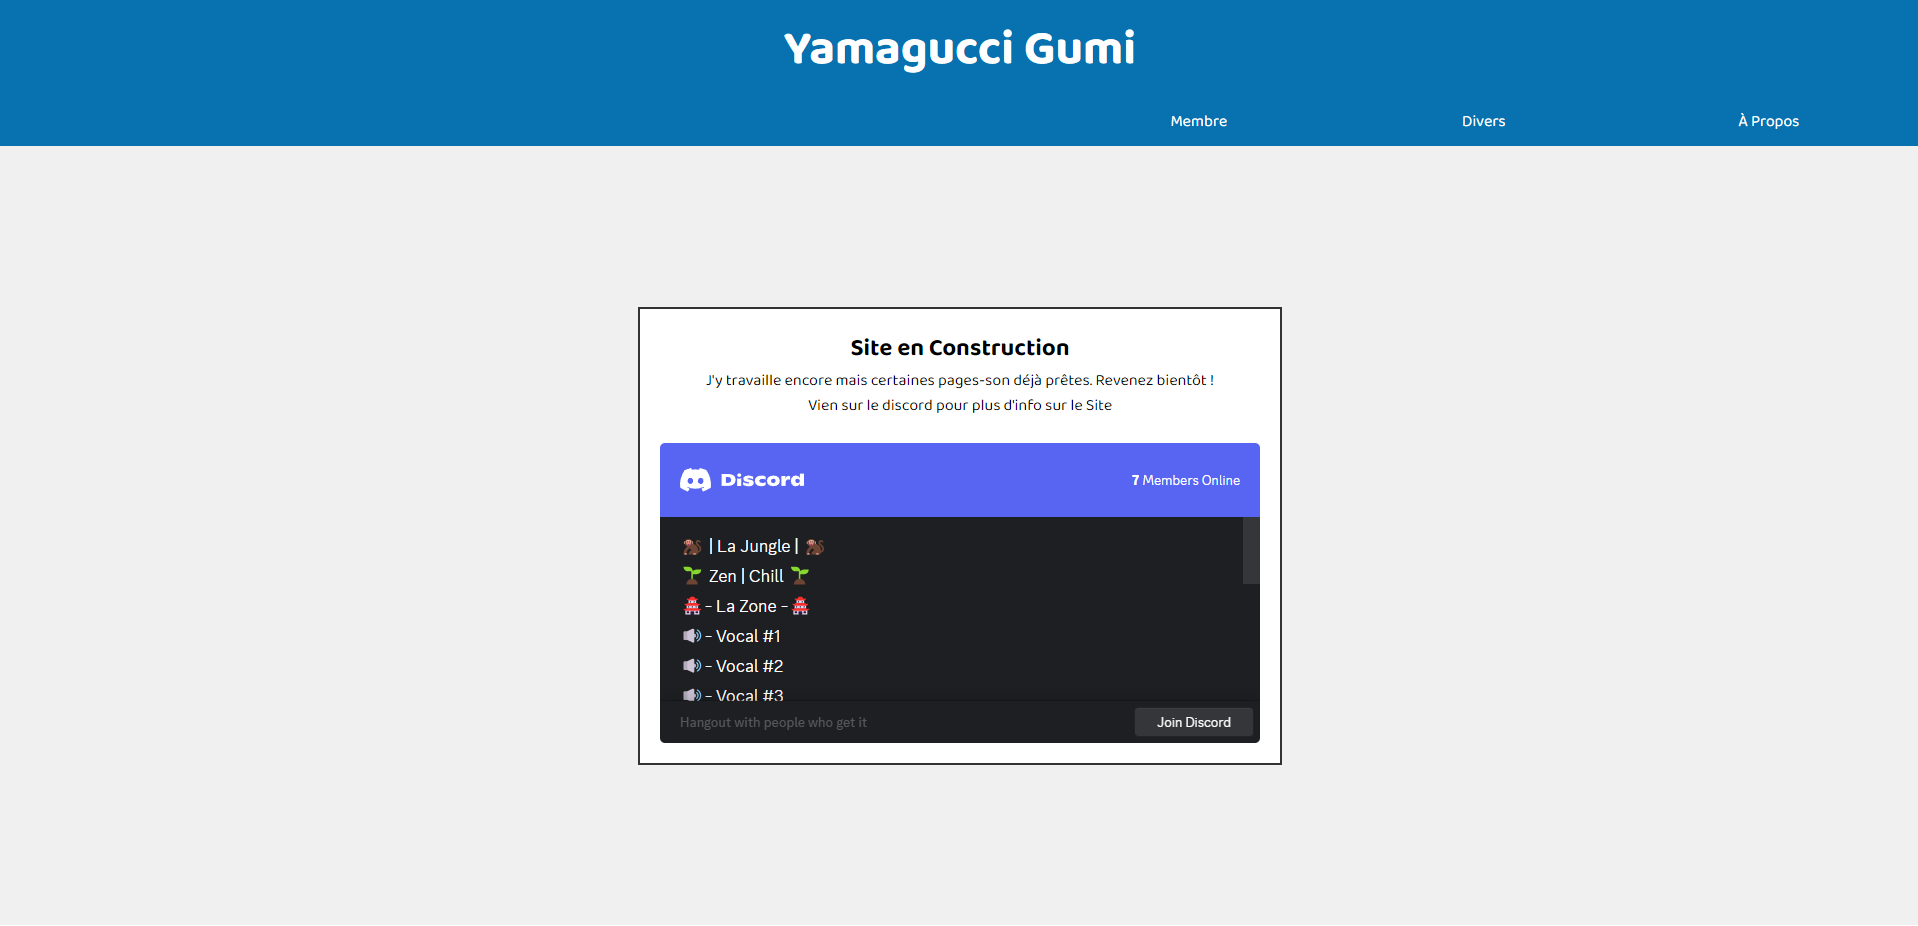 Yamagucci Gumi
Membre Divers À Propos
Site en Construction
J'y travaille encore mais certaines pages-son déjà prêtes. Revenez bientôt !
Vien sur le discord pour plus d'info sur le Site
Discord 7 Members Online
🐒 | La Jungle | 🐒
🌱 Zen | Chill 🌱
🏯 - La Zone - 🏯
🔊 - Vocal #1
🔊 - Vocal #2
🔊 - Vocal #3
Hangout with people who get it Join Discord